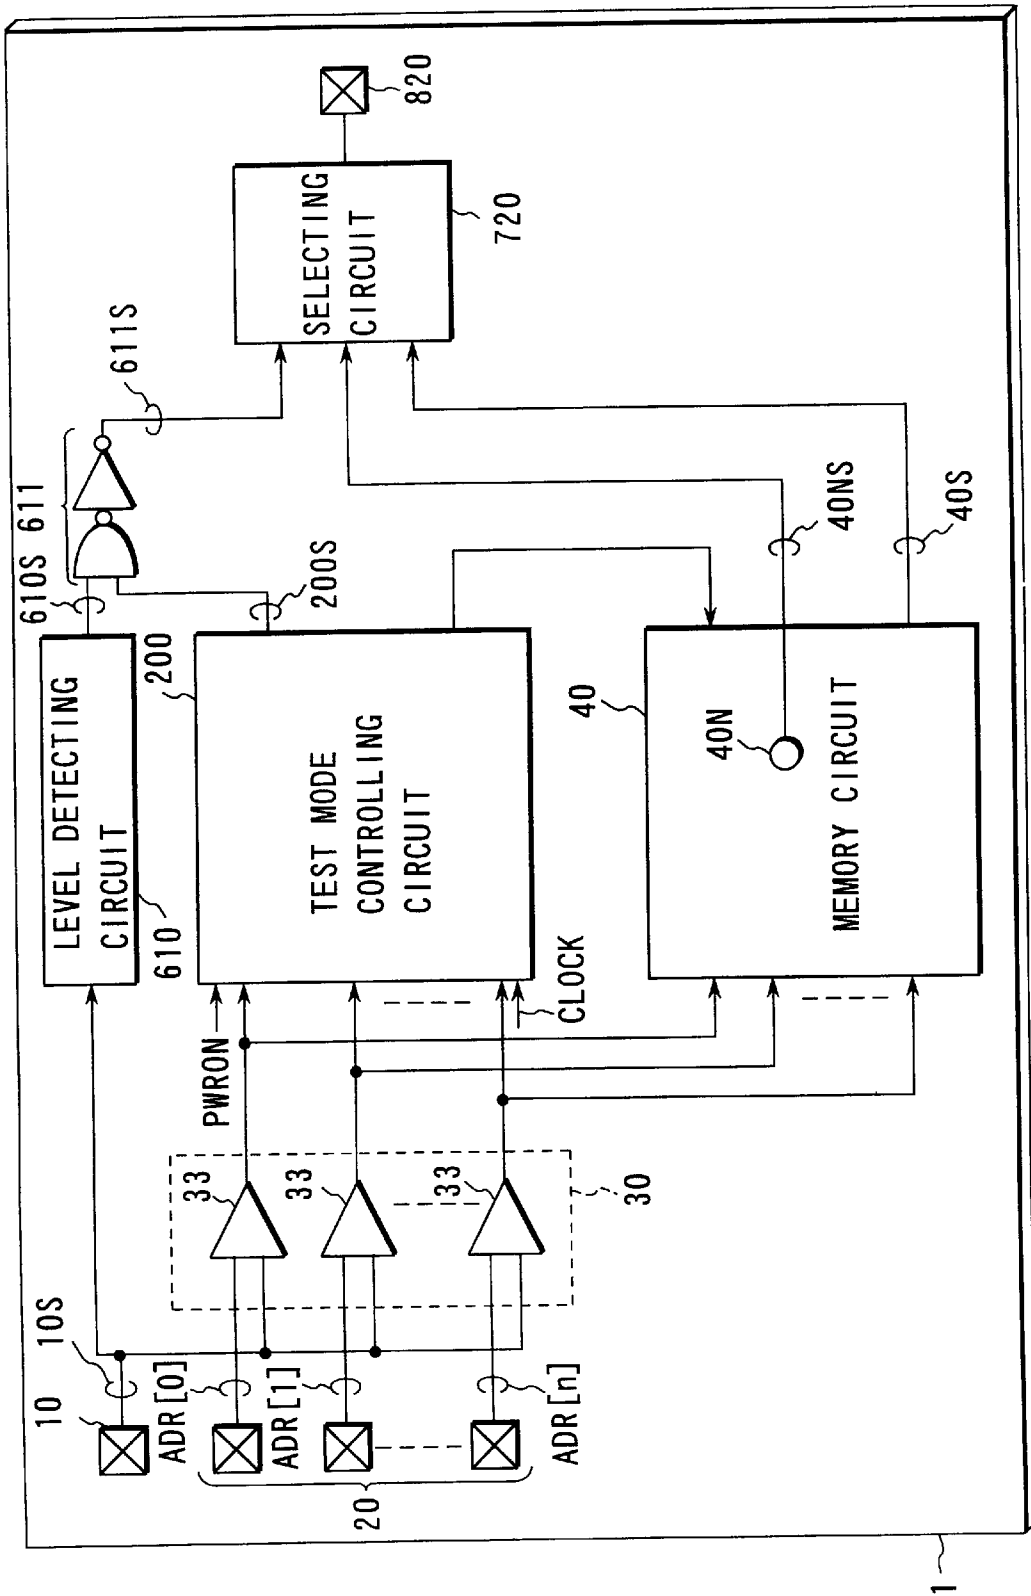 10
10S
ADR[0]
ADR[1]
ADR[n]
20
33
33
33
30
PWRON
CLOCK
LEVEL DETECTING
CIRCUIT
610
610S
611
611S
200
TEST MODE
CONTROLLING
CIRCUIT
200S
40
40N
MEMORY CIRCUIT
40NS
40S
SELECTING
CIRCUIT
720
820
1